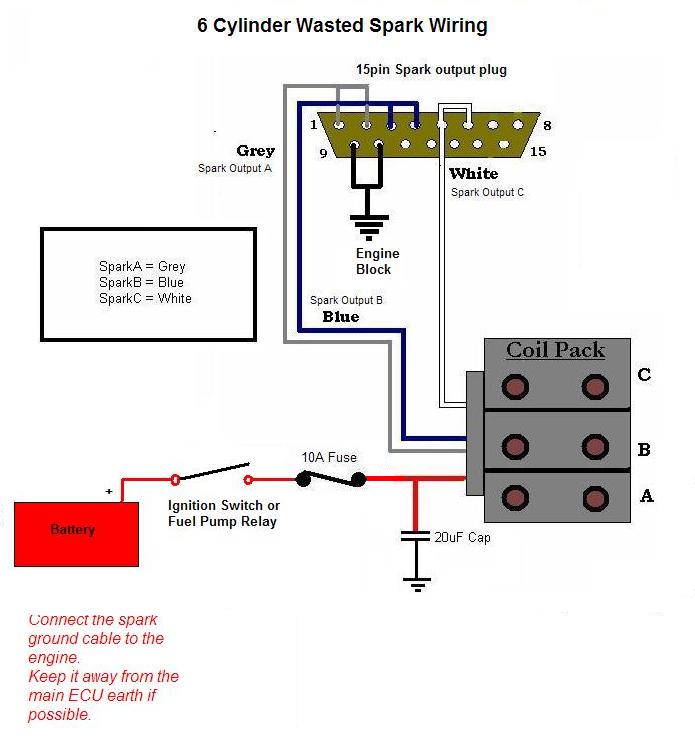 6 Cylinder Wasted Spark Wiring
15pin Spark output plug
1
8
9
15
Grey
Spark Output A
White
Spark Output C
Engine
Block
SparkA = Grey
SparkB = Blue
SparkC = White
Spark Output B
Blue
Coil Pack
C
B
A
10A Fuse
+
Ignition Switch or
Fuel Pump Relay
Battery
20uF Cap
Connect the spark
ground cable to the
engine.
Keep it away from the
main ECU earth if
possible.